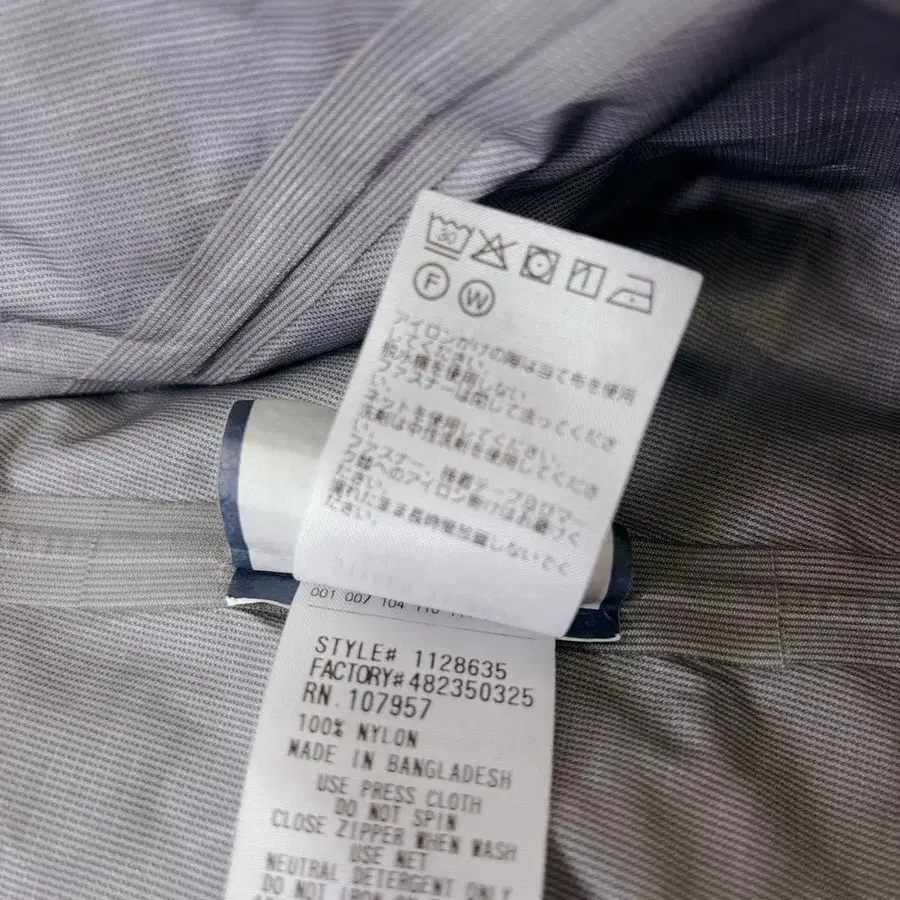 30
F W
アイロンがけの際は当て布を使用
してください。
脱水機を使用しない
ファスナーは閉じて洗ってくださ
い。
ネットを使用してください。
洗剤は中性洗剤を使用してくださ
い。
ファスナー、接着テープ
へのアイロン掛けはお避けく
ださい。
濡れたまま長時間放置しないでく
ださい。
001 007 104 110
STYLE# 1128635
FACTORY#482350325
RN. 107957
100% NYLON
MADE IN BANGLADESH
USE PRESS CLOTH
DO NOT SPIN
CLOSE ZIPPER WHEN WASH
USE NET
NEUTRAL DETERGENT ONLY
DO NOT IRON